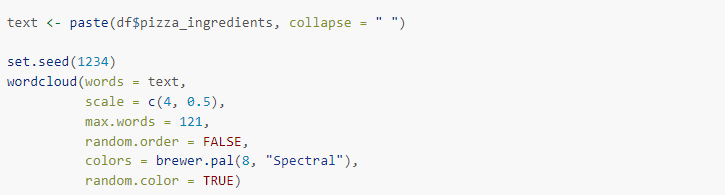 text <- paste(df$pizza_ingredients, collapse = " ")
set.seed(1234)
wordcloud(words = text,
scale = c(4, 0.5),
max.words = 121,
random.order = FALSE,
colors = brewer.pal(8, "Spectral"),
random.color = TRUE)